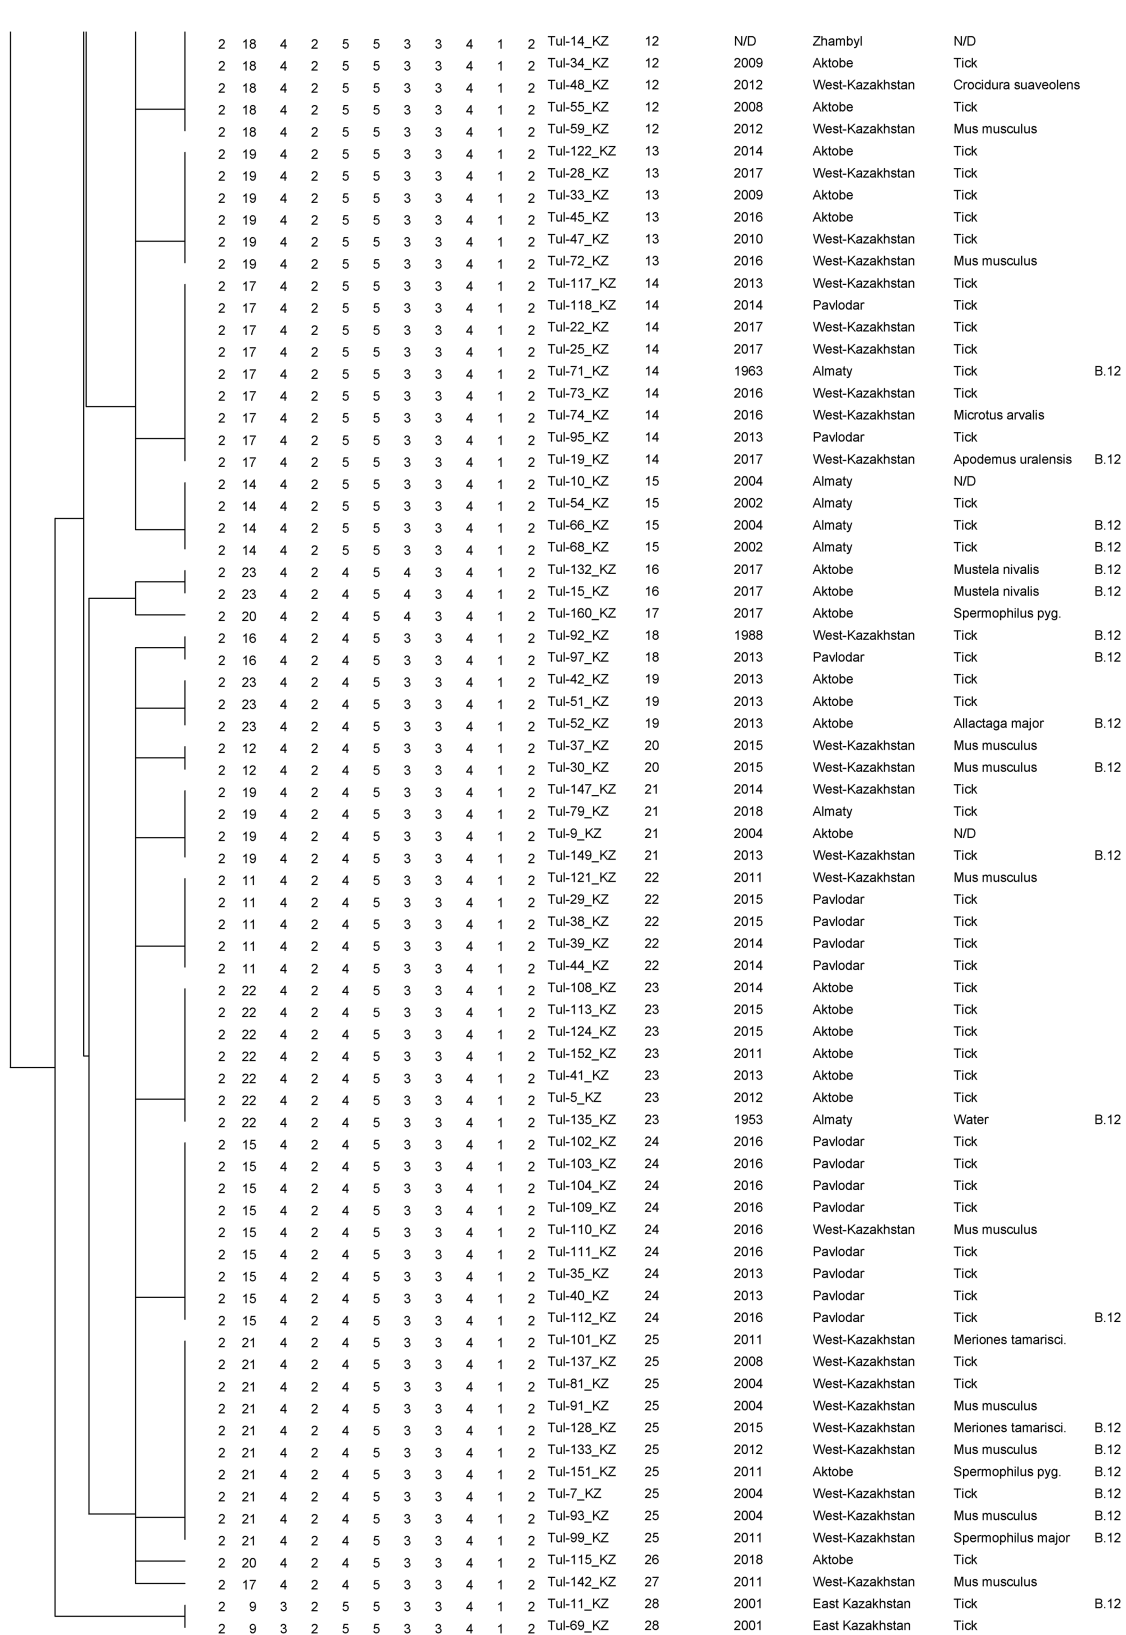 2 18 4 2 5 5 3 3 4 1 2 Tul-14_KZ 12 N/D Zhambyl N/D
2 18 4 2 5 5 3 3 4 1 2 Tul-34_KZ 12 2009 Aktobe Tick
2 18 4 2 5 5 3 3 4 1 2 Tul-48_KZ 12 2012 West-Kazakhstan Crocidura suaveolens
2 18 4 2 5 5 3 3 4 1 2 Tul-55_KZ 12 2008 Aktobe Tick
2 18 4 2 5 5 3 3 4 1 2 Tul-59_KZ 12 2012 West-Kazakhstan Mus musculus
2 19 4 2 5 5 3 3 4 1 2 Tul-122_KZ 13 2014 Aktobe Tick
2 19 4 2 5 5 3 3 4 1 2 Tul-28_KZ 13 2017 West-Kazakhstan Tick
2 19 4 2 5 5 3 3 4 1 2 Tul-33_KZ 13 2009 Aktobe Tick
2 19 4 2 5 5 3 3 4 1 2 Tul-45_KZ 13 2016 Aktobe Tick
2 19 4 2 5 5 3 3 4 1 2 Tul-47_KZ 13 2010 West-Kazakhstan Tick
2 19 4 2 5 5 3 3 4 1 2 Tul-72_KZ 13 2016 West-Kazakhstan Mus musculus
2 17 4 2 5 5 3 3 4 1 2 Tul-117_KZ 14 2013 West-Kazakhstan Tick
2 17 4 2 5 5 3 3 4 1 2 Tul-118_KZ 14 2014 Pavlodar Tick
2 17 4 2 5 5 3 3 4 1 2 Tul-22_KZ 14 2017 West-Kazakhstan Tick
2 17 4 2 5 5 3 3 4 1 2 Tul-25_KZ 14 2017 West-Kazakhstan Tick
2 17 4 2 5 5 3 3 4 1 2 Tul-71_KZ 14 1963 Almaty Tick B.12
2 17 4 2 5 5 3 3 4 1 2 Tul-73_KZ 14 2016 West-Kazakhstan Tick
2 17 4 2 5 5 3 3 4 1 2 Tul-74_KZ 14 2016 West-Kazakhstan Microtus arvalis
2 17 4 2 5 5 3 3 4 1 2 Tul-95_KZ 14 2013 Pavlodar Tick
2 17 4 2 5 5 3 3 4 1 2 Tul-19_KZ 14 2017 West-Kazakhstan Apodemus uralensis B.12
2 14 4 2 5 5 3 3 4 1 2 Tul-10_KZ 15 2004 Almaty N/D
2 14 4 2 5 5 3 3 4 1 2 Tul-54_KZ 15 2002 Almaty Tick
2 14 4 2 5 5 3 3 4 1 2 Tul-66_KZ 15 2004 Almaty Tick B.12
2 14 4 2 5 5 3 3 4 1 2 Tul-68_KZ 15 2002 Almaty Tick B.12
2 23 4 2 4 5 4 3 4 1 2 Tul-132_KZ 16 2017 Aktobe Mustela nivalis B.12
2 23 4 2 4 5 4 3 4 1 2 Tul-15_KZ 16 2017 Aktobe Mustela nivalis B.12
2 20 4 2 4 5 4 3 4 1 2 Tul-160_KZ 17 2017 Aktobe Spermophilus pyg.
2 16 4 2 4 5 3 3 4 1 2 Tul-92_KZ 18 1988 West-Kazakhstan Tick B.12
2 16 4 2 4 5 3 3 4 1 2 Tul-97_KZ 18 2013 Pavlodar Tick B.12
2 23 4 2 4 5 3 3 4 1 2 Tul-42_KZ 19 2013 Aktobe Tick
2 23 4 2 4 5 3 3 4 1 2 Tul-51_KZ 19 2013 Aktobe Tick
2 23 4 2 4 5 3 3 4 1 2 Tul-52_KZ 19 2013 Aktobe Allactaga major B.12
2 12 4 2 4 5 3 3 4 1 2 Tul-37_KZ 20 2015 West-Kazakhstan Mus musculus
2 12 4 2 4 5 3 3 4 1 2 Tul-30_KZ 20 2015 West-Kazakhstan Mus musculus B.12
2 19 4 2 4 5 3 3 4 1 2 Tul-147_KZ 21 2014 West-Kazakhstan Tick
2 19 4 2 4 5 3 3 4 1 2 Tul-79_KZ 21 2018 Almaty Tick
2 19 4 2 4 5 3 3 4 1 2 Tul-9_KZ 21 2004 Aktobe N/D
2 19 4 2 4 5 3 3 4 1 2 Tul-149_KZ 21 2013 West-Kazakhstan Tick B.12
2 11 4 2 4 5 3 3 4 1 2 Tul-121_KZ 22 2011 West-Kazakhstan Mus musculus
2 11 4 2 4 5 3 3 4 1 2 Tul-29_KZ 22 2015 Pavlodar Tick
2 11 4 2 4 5 3 3 4 1 2 Tul-38_KZ 22 2015 Pavlodar Tick
2 11 4 2 4 5 3 3 4 1 2 Tul-39_KZ 22 2014 Pavlodar Tick
2 11 4 2 4 5 3 3 4 1 2 Tul-44_KZ 22 2014 Pavlodar Tick
2 22 4 2 4 5 3 3 4 1 2 Tul-108_KZ 23 2014 Aktobe Tick
2 22 4 2 4 5 3 3 4 1 2 Tul-113_KZ 23 2015 Aktobe Tick
2 22 4 2 4 5 3 3 4 1 2 Tul-124_KZ 23 2015 Aktobe Tick
2 22 4 2 4 5 3 3 4 1 2 Tul-152_KZ 23 2011 Aktobe Tick
2 22 4 2 4 5 3 3 4 1 2 Tul-41_KZ 23 2013 Aktobe Tick
2 22 4 2 4 5 3 3 4 1 2 Tul-5_KZ 23 2012 Aktobe Tick
2 22 4 2 4 5 3 3 4 1 2 Tul-135_KZ 23 1953 Almaty Water B.12
2 15 4 2 4 5 3 3 4 1 2 Tul-102_KZ 24 2016 Pavlodar Tick
2 15 4 2 4 5 3 3 4 1 2 Tul-103_KZ 24 2016 Pavlodar Tick
2 15 4 2 4 5 3 3 4 1 2 Tul-104_KZ 24 2016 Pavlodar Tick
2 15 4 2 4 5 3 3 4 1 2 Tul-109_KZ 24 2016 Pavlodar Tick
2 15 4 2 4 5 3 3 4 1 2 Tul-110_KZ 24 2016 West-Kazakhstan Mus musculus
2 15 4 2 4 5 3 3 4 1 2 Tul-111_KZ 24 2016 Pavlodar Tick
2 15 4 2 4 5 3 3 4 1 2 Tul-35_KZ 24 2013 Pavlodar Tick
2 15 4 2 4 5 3 3 4 1 2 Tul-40_KZ 24 2013 Pavlodar Tick
2 15 4 2 4 5 3 3 4 1 2 Tul-112_KZ 24 2016 Pavlodar Tick B.12
2 21 4 2 4 5 3 3 4 1 2 Tul-101_KZ 25 2011 West-Kazakhstan Meriones tamarisci.
2 21 4 2 4 5 3 3 4 1 2 Tul-137_KZ 25 2008 West-Kazakhstan Tick
2 21 4 2 4 5 3 3 4 1 2 Tul-81_KZ 25 2004 West-Kazakhstan Tick
2 21 4 2 4 5 3 3 4 1 2 Tul-91_KZ 25 2004 West-Kazakhstan Mus musculus
2 21 4 2 4 5 3 3 4 1 2 Tul-128_KZ 25 2015 West-Kazakhstan Meriones tamarisci. B.12
2 21 4 2 4 5 3 3 4 1 2 Tul-133_KZ 25 2012 West-Kazakhstan Mus musculus B.12
2 21 4 2 4 5 3 3 4 1 2 Tul-151_KZ 25 2011 Aktobe Spermophilus pyg. B.12
2 21 4 2 4 5 3 3 4 1 2 Tul-7_KZ 25 2004 West-Kazakhstan Tick B.12
2 21 4 2 4 5 3 3 4 1 2 Tul-93_KZ 25 2004 West-Kazakhstan Mus musculus B.12
2 21 4 2 4 5 3 3 4 1 2 Tul-99_KZ 25 2011 West-Kazakhstan Spermophilus major B.12
2 20 4 2 4 5 3 3 4 1 2 Tul-115_KZ 26 2018 Aktobe Tick
2 17 4 2 4 5 3 3 4 1 2 Tul-142_KZ 27 2011 West-Kazakhstan Mus musculus
2 9 3 2 5 5 3 3 4 1 2 Tul-11_KZ 28 2001 East Kazakhstan Tick B.12
2 9 3 2 5 5 3 3 4 1 2 Tul-69_KZ 28 2001 East Kazakhstan Tick